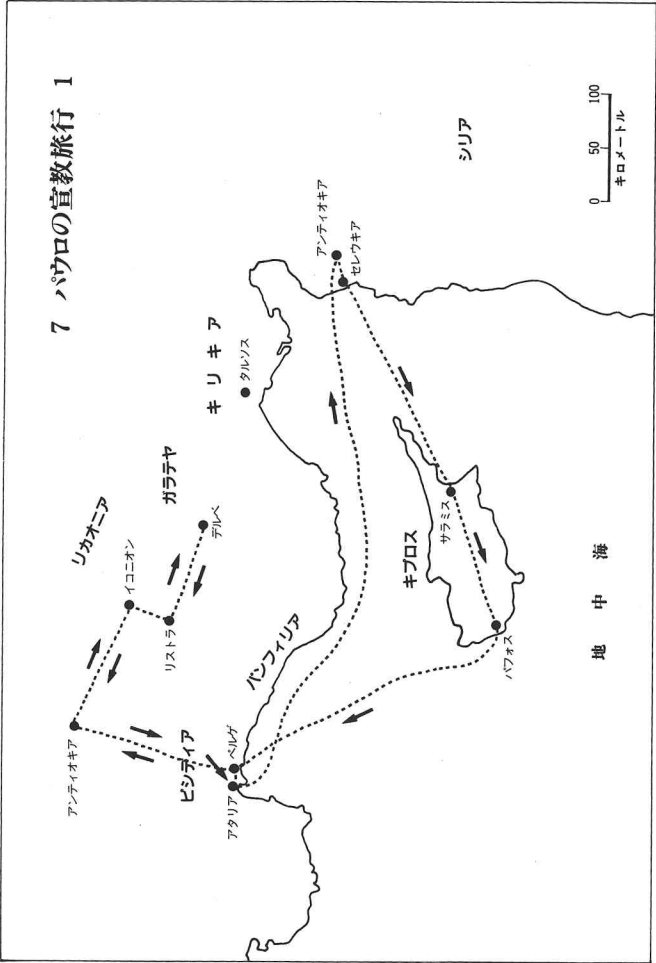 7 パウロの宣教旅行 1
リカオニア
ガラテヤ
キリキア
タルソス
アンティオキア
イコニオン
リストラ
デルベ
ピシディア
パンフィリア
アタリア
ペルゲ
アンティオキア
セレウキア
シリア
キプロス
サラミス
パフォス
地中海
0 50 100
キロメートル